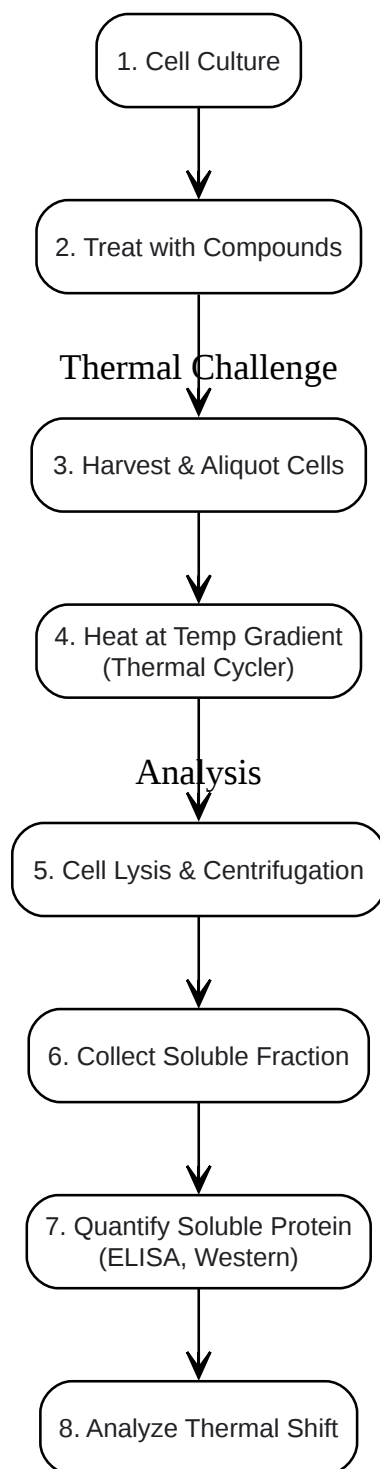 1. Cell Culture
2. Treat with Compounds
Thermal Challenge
3. Harvest & Aliquot Cells
4. Heat at Temp Gradient
(Thermal Cycler)
Analysis
5. Cell Lysis & Centrifugation
6. Collect Soluble Fraction
7. Quantify Soluble Protein
(ELISA, Western)
8. Analyze Thermal Shift